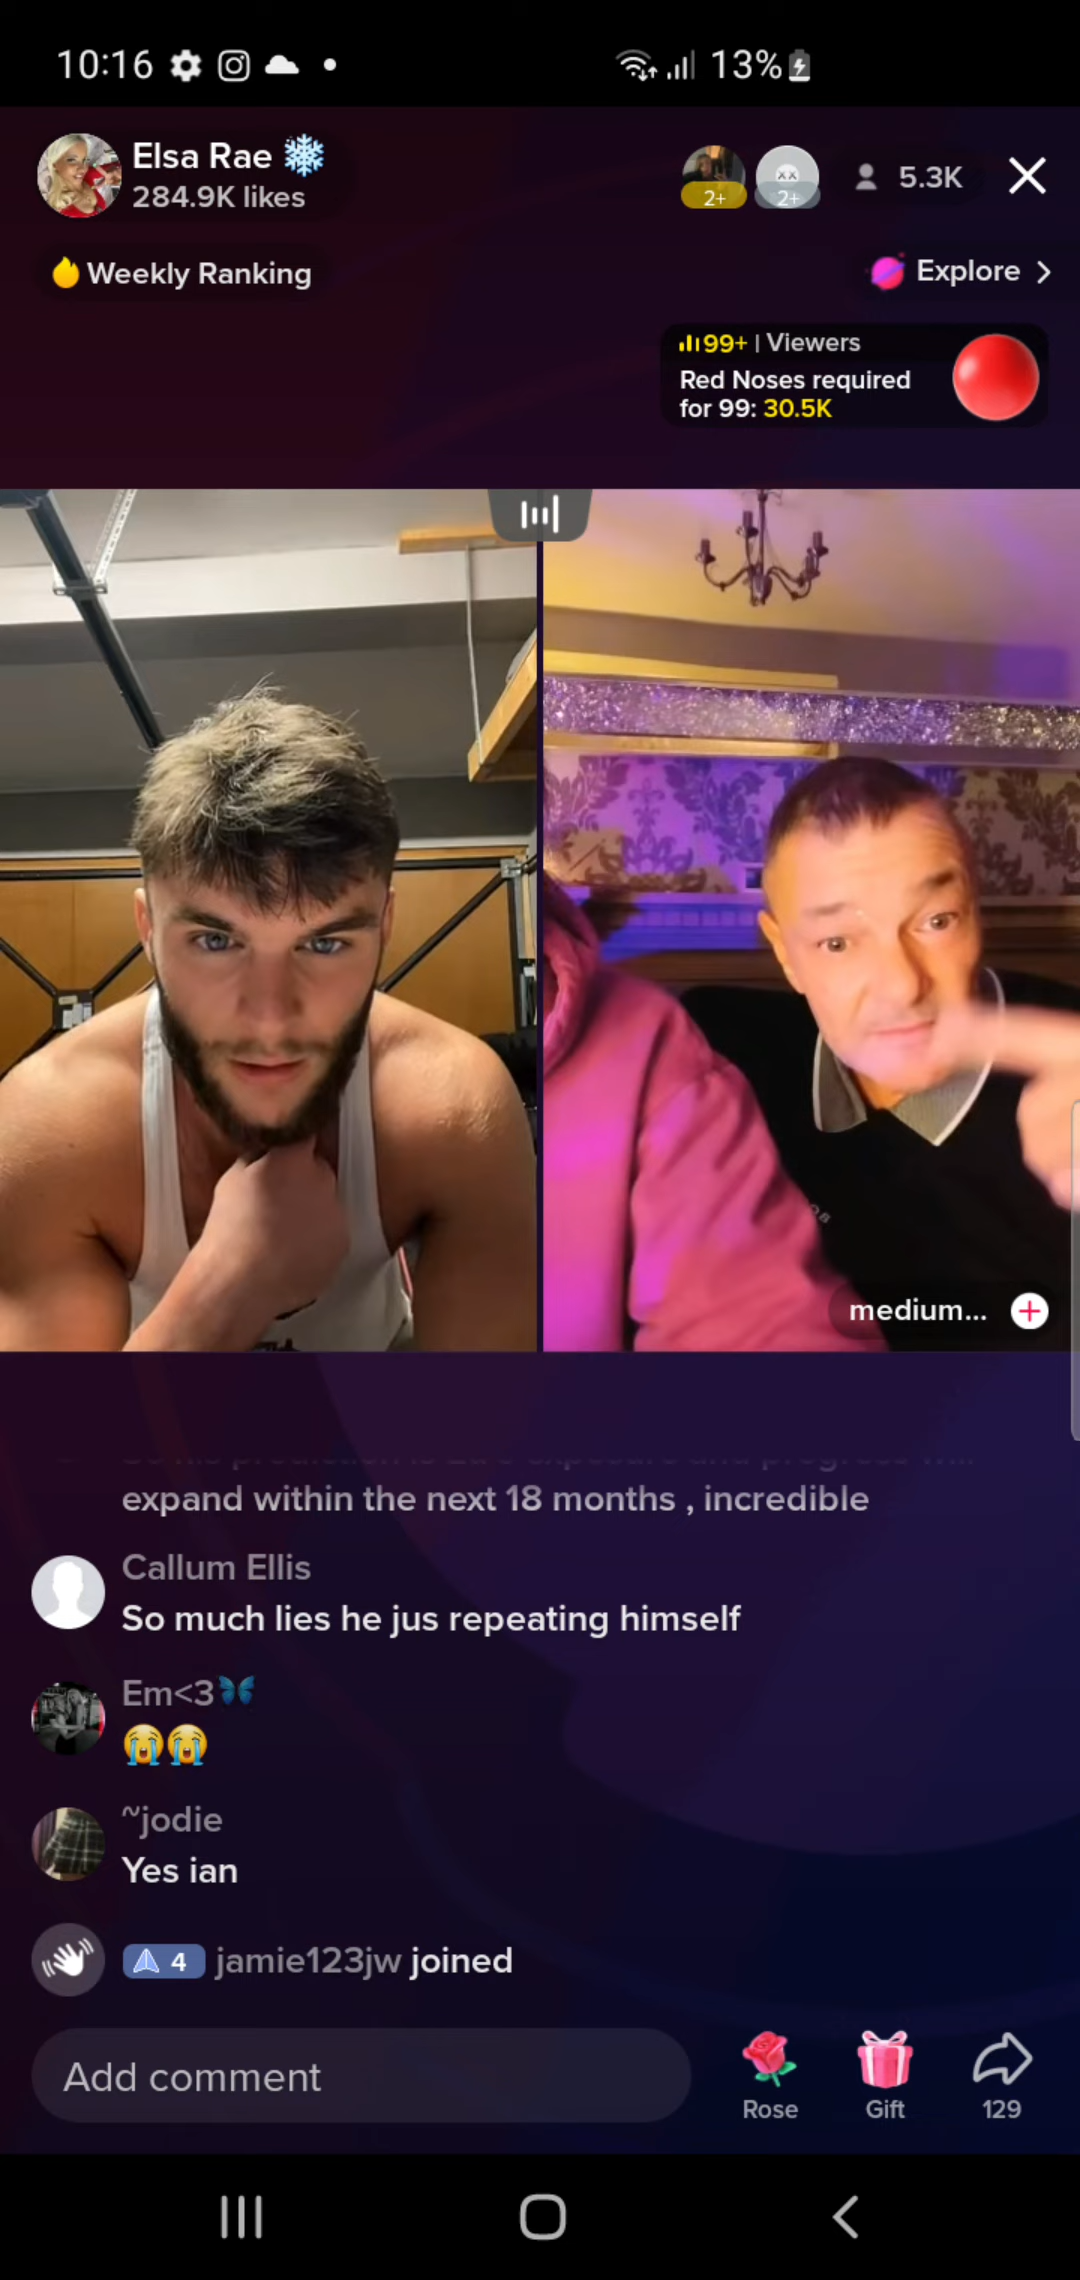 10:16 13%
Elsa Rae
284.9K likes
2+ 2+ 5.3K
Weekly Ranking
Explore
99+ | Viewers
Red Noses required
for 99: 30.5K
medium...
expand within the next 18 months , incredible
Callum Ellis
So much lies he jus repeating himself
Em<3
~jodie
Yes ian
4 jamie123jw joined
Add comment
Rose Gift 129